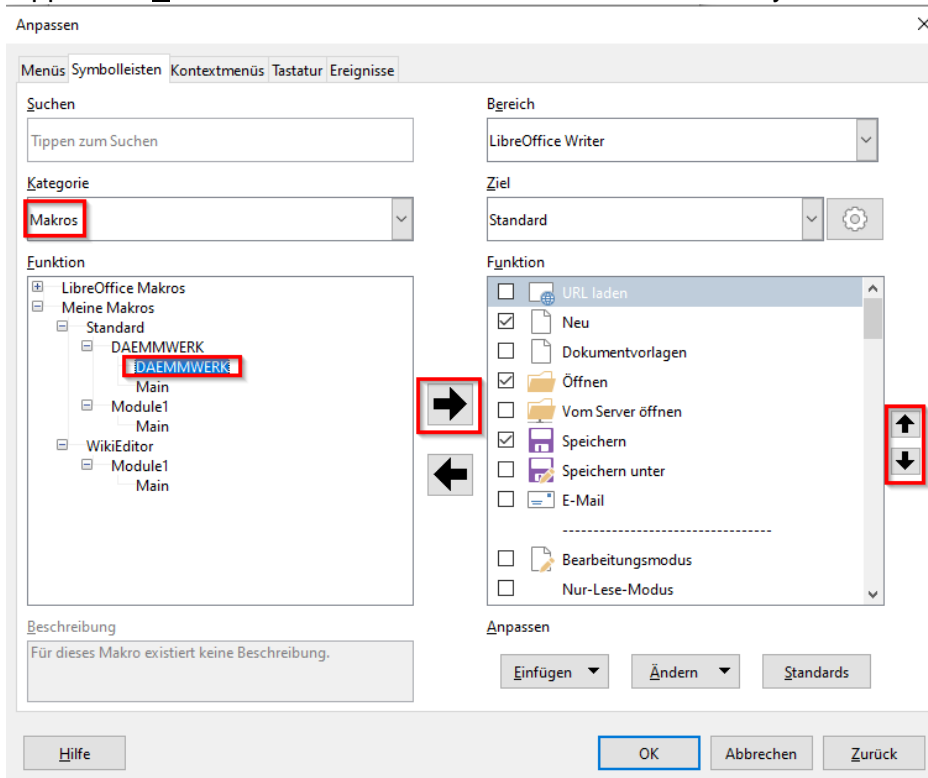 Anpassen
Menüs Symbolleisten Kontextmenüs Tastatur Ereignisse
Suchen
Tippen zum Suchen
Kategorie
Makros
Funktion
LibreOffice Makros
Meine Makros
Standard
DAEMMWERK
DAEMMWERK
Main
Module1
Main
WikiEditor
Module1
Main
Beschreibung
Für dieses Makro existiert keine Beschreibung.
Bereich
LibreOffice Writer
Ziel
Standard
Funktion
URL laden
Neu
Dokumentvorlagen
Öffnen
Vom Server öffnen
Speichern
Speichern unter
E-Mail
--------------------------------
Bearbeitungsmodus
Nur-Lese-Modus
Anpassen
Einfügen Ändern Standards
Hilfe OK Abbrechen Zurück